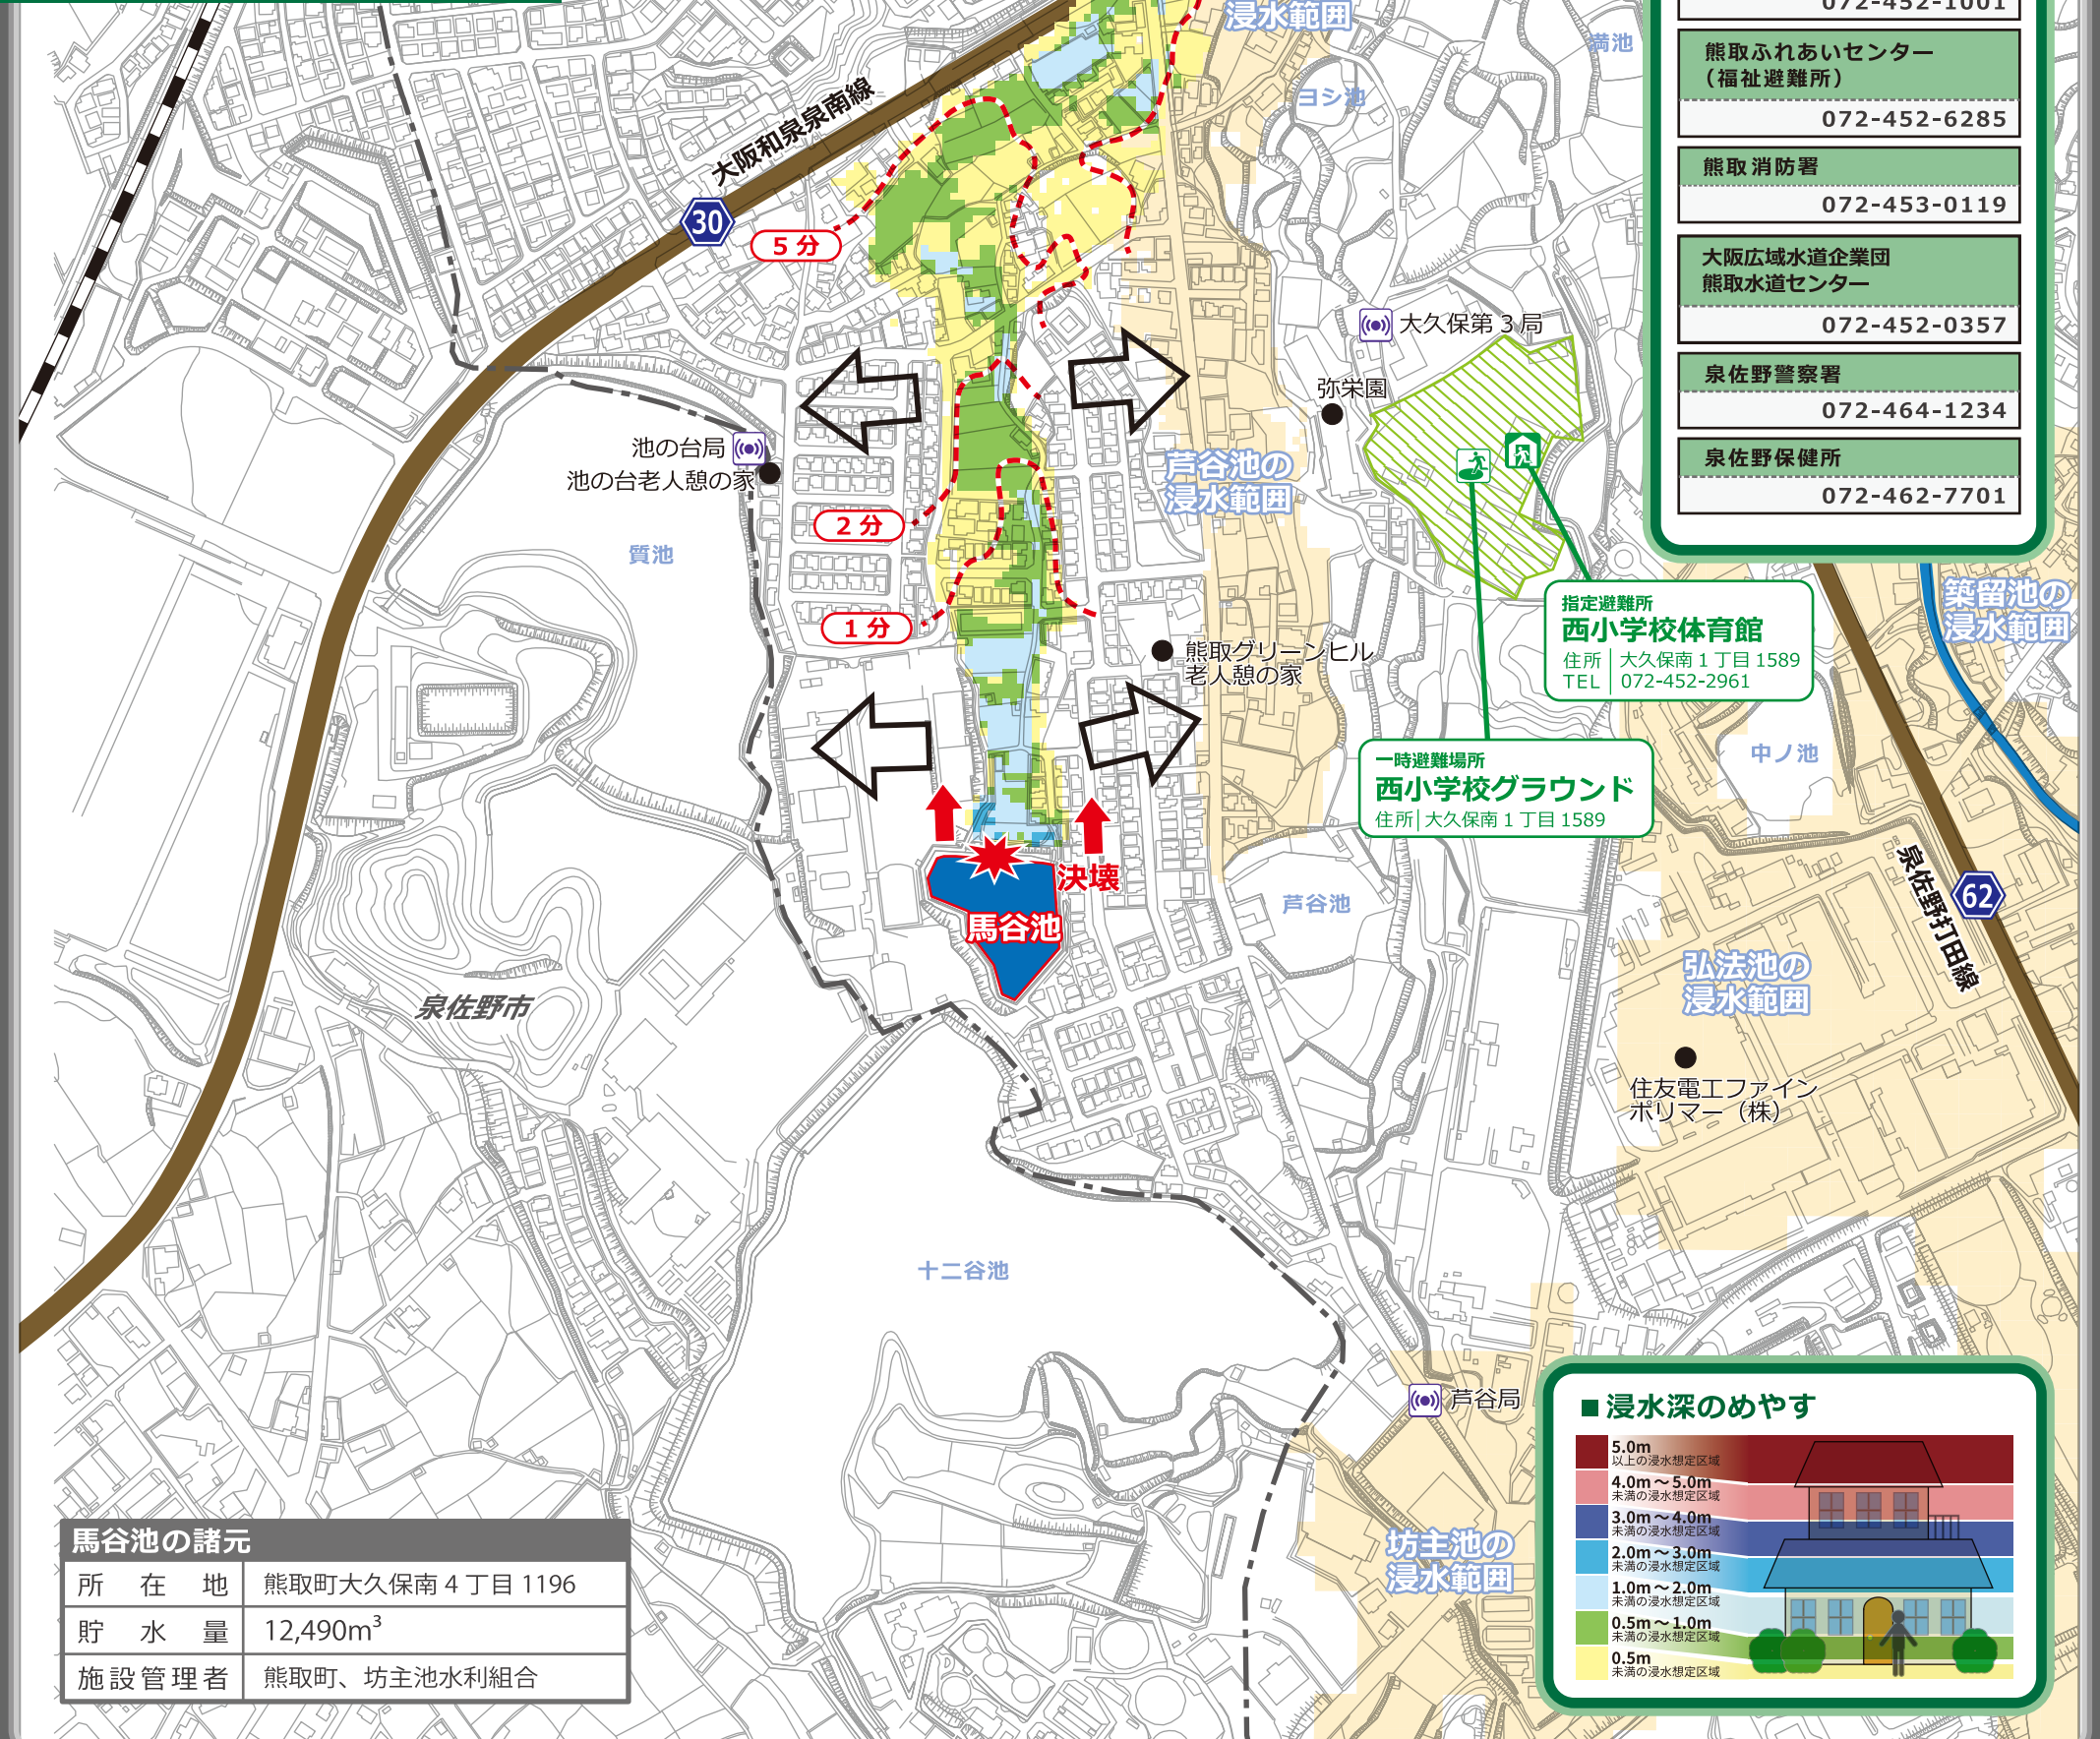 072-452-1001
熊取ふれあいセンター
（福祉避難所）
072-452-6285
熊取消防署
072-453-0119
大阪広域水道企業団
熊取水道センター
072-452-0357
泉佐野警察署
072-464-1234
泉佐野保健所
072-462-7701
浸水範囲
満池
ヨシ池
大阪和泉泉南線
30
5 分
大久保第 3 局
弥栄園
池の台局
池の台老人憩の家
芦谷池の
浸水範囲
2 分
質池
1 分
築留池の
浸水範囲
指定避難所
西小学校体育館
住所 大久保南 1 丁目 1589
TEL 072-452-2961
熊取グリーンヒル
老人憩の家
一時避難場所
西小学校グラウンド
住所 大久保南 1 丁目 1589
中ノ池
決壊
馬谷池
芦谷池
泉佐野打田線
62
弘法池の
浸水範囲
泉佐野市
住友電工ファイン
ポリマー（株）
十二谷池
芦谷局
坊主池の
浸水範囲
■浸水深のめやす
5.0m
以上の浸水想定区域
4.0m～5.0m
未満の浸水想定区域
3.0m～4.0m
未満の浸水想定区域
2.0m～3.0m
未満の浸水想定区域
1.0m～2.0m
未満の浸水想定区域
0.5m～1.0m
未満の浸水想定区域
0.5m
未満の浸水想定区域
馬谷池の諸元
所在地 熊取町大久保南 4 丁目 1196
貯水量 12,490m³
施設管理者 熊取町、坊主池水利組合